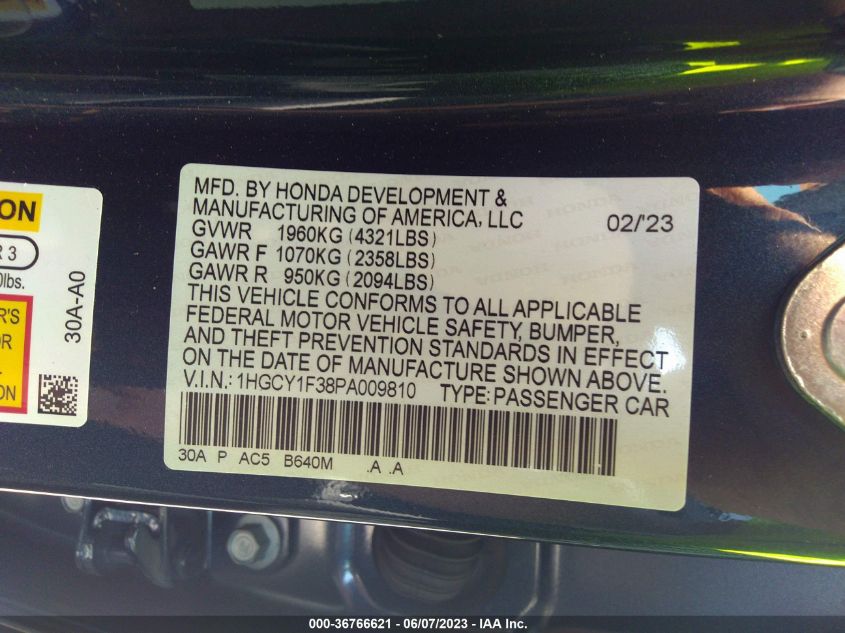 ON
R 3
0lbs.
R'S
OR
30A-A0
MFD. BY HONDA DEVELOPMENT &
MANUFACTURING OF AMERICA, LLC 02/'23
GVWR 1960KG (4321LBS)
GAWR F 1070KG (2358LBS)
GAWR R 950KG (2094LBS)
THIS VEHICLE CONFORMS TO ALL APPLICABLE
FEDERAL MOTOR VEHICLE SAFETY, BUMPER,
AND THEFT PREVENTION STANDARDS IN EFFECT
ON THE DATE OF MANUFACTURE SHOWN ABOVE.
V.I.N.: 1HGCY1F38PA009810 TYPE: PASSENGER CAR
30A P AC5 B640M .A .A
000-36766621 / 06/07/2023 - IAA Inc.